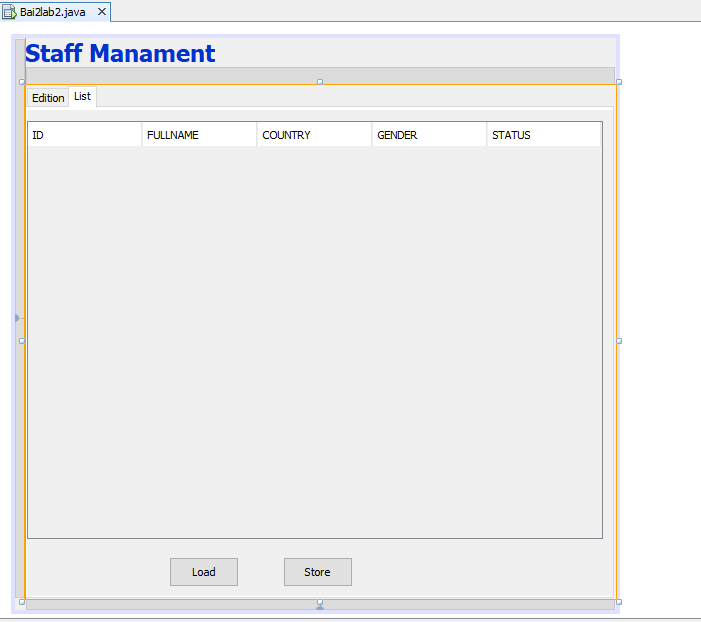 Bai2lab2.java
Staff Manament
Edition List
ID FULLNAME COUNTRY GENDER STATUS
Load Store